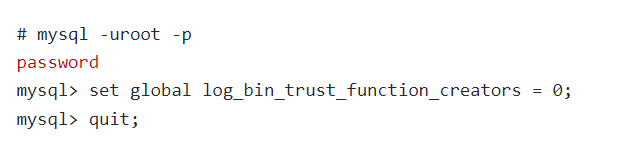 # mysql -uroot -p
password
mysql> set global log_bin_trust_function_creators = 0;
mysql> quit;